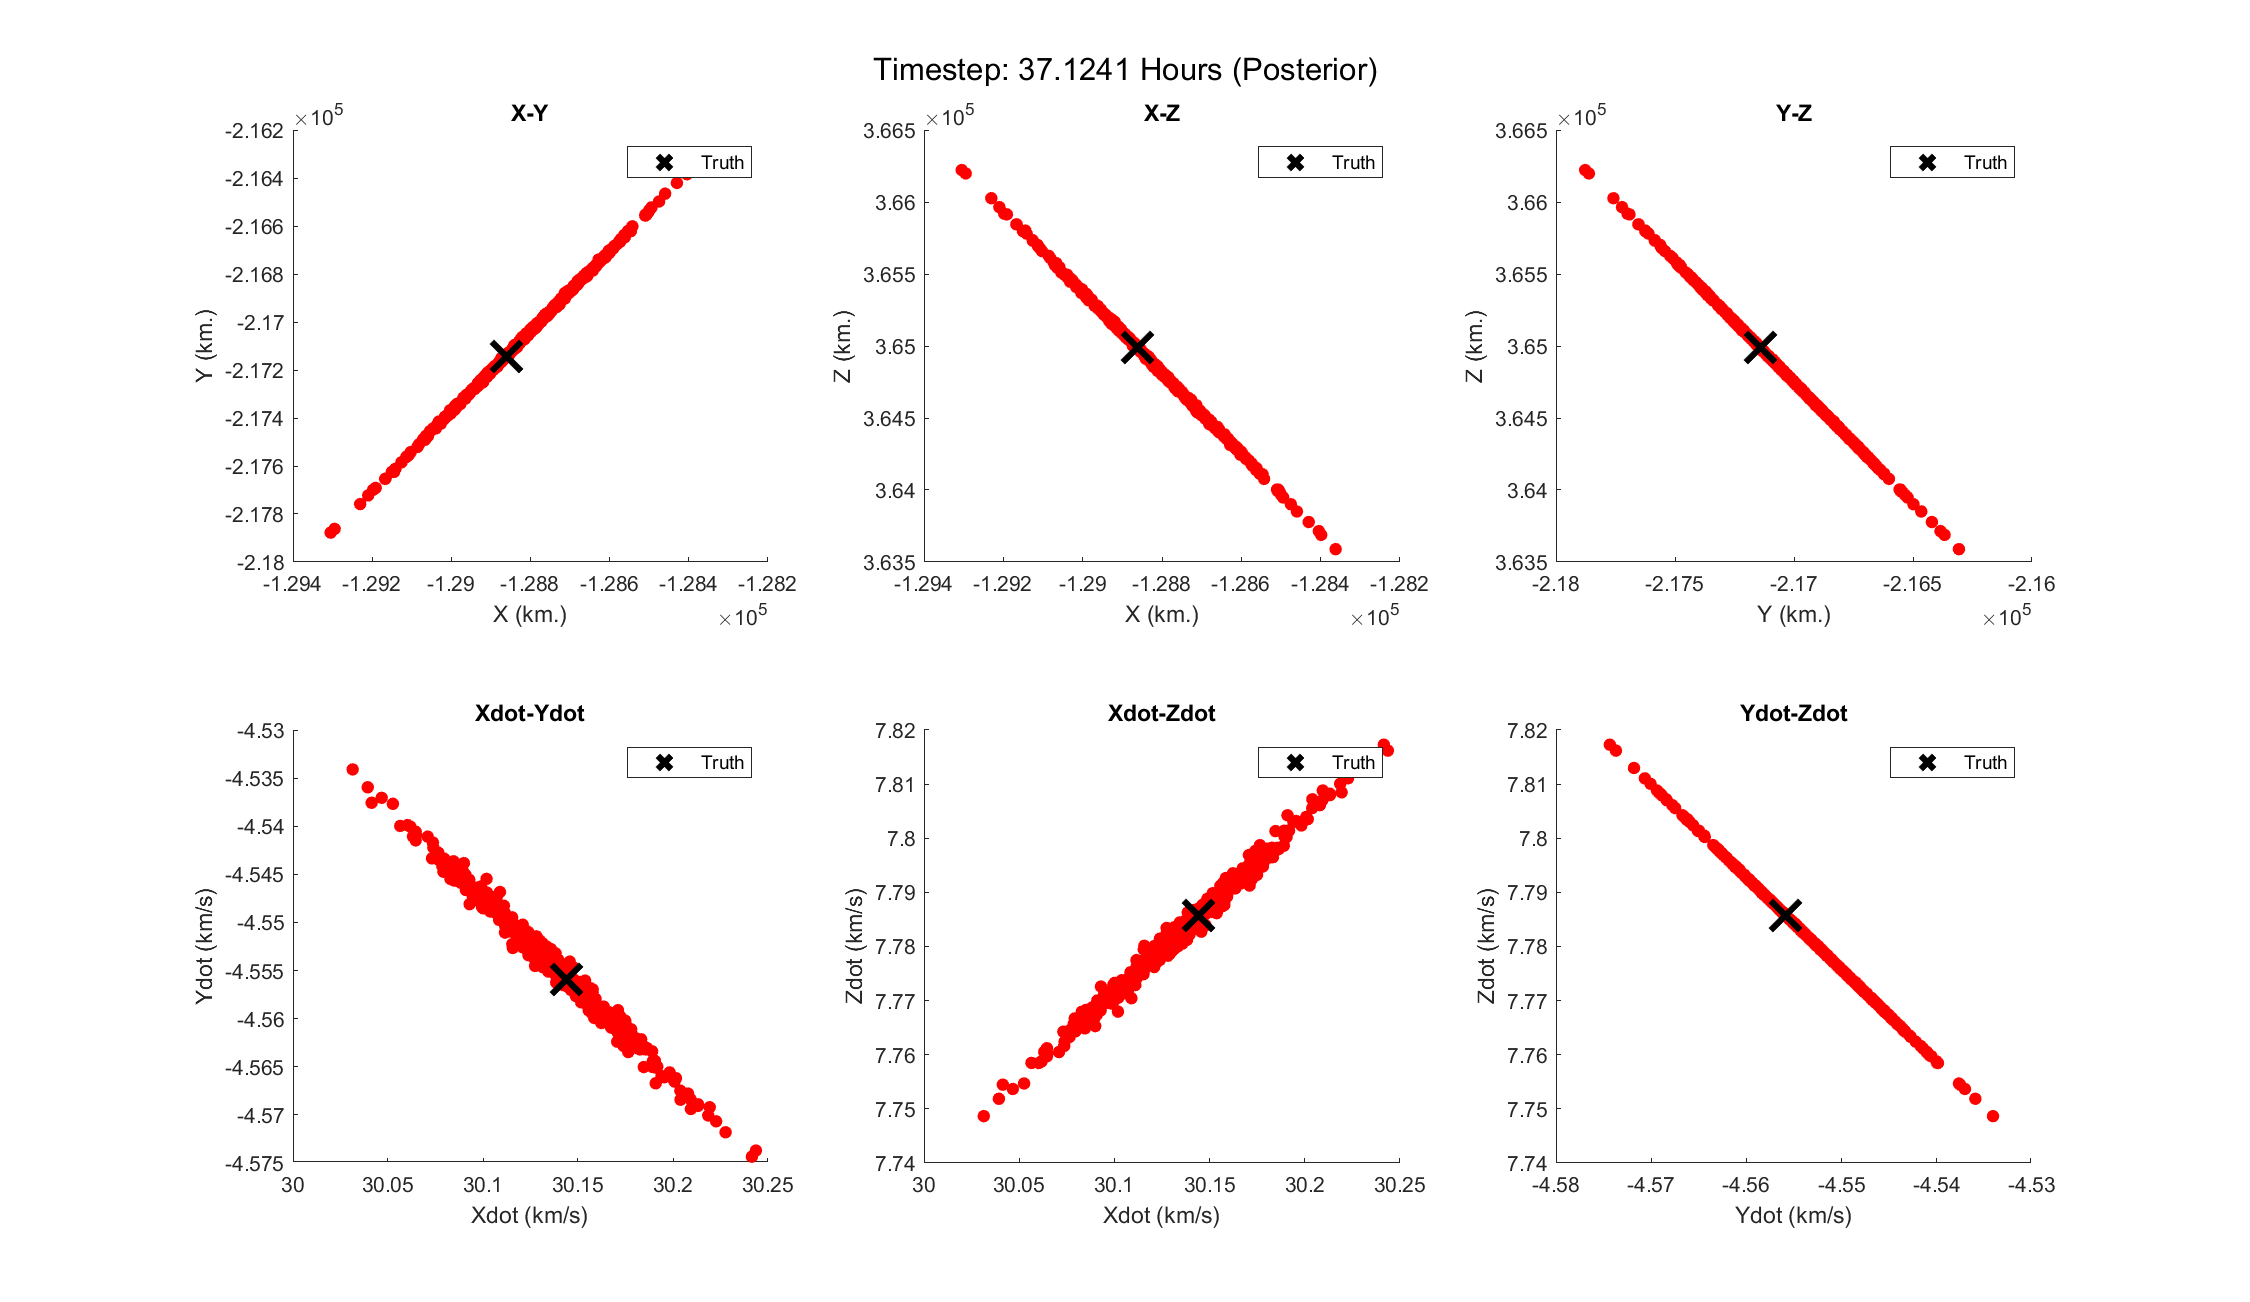 Timestep: 37.1241 Hours (Posterior)
X-Y
×10^5
-2.162
-2.164
-2.166
-2.168
-2.17
-2.172
-2.174
-2.176
-2.178
-2.18
Y (km.)
Truth
-1.294 -1.292 -1.29 -1.288 -1.286 -1.284 -1.282
X (km.)
×10^5
X-Z
×10^5
3.665
3.66
3.655
3.65
3.645
3.64
3.635
Z (km.)
Truth
-1.294 -1.292 -1.29 -1.288 -1.286 -1.284 -1.282
X (km.)
×10^5
Y-Z
×10^5
3.665
3.66
3.655
3.65
3.645
3.64
3.635
Z (km.)
Truth
-2.18 -2.175 -2.17 -2.165 -2.16
Y (km.)
×10^5
Xdot-Ydot
-4.53
-4.535
-4.54
-4.545
-4.55
-4.555
-4.56
-4.565
-4.57
-4.575
Ydot (km/s)
Truth
30 30.05 30.1 30.15 30.2 30.25
Xdot (km/s)
Xdot-Zdot
7.82
7.81
7.8
7.79
7.78
7.77
7.76
7.75
7.74
Zdot (km/s)
Truth
30 30.05 30.1 30.15 30.2 30.25
Xdot (km/s)
Ydot-Zdot
7.82
7.81
7.8
7.79
7.78
7.77
7.76
7.75
7.74
Zdot (km/s)
Truth
-4.58 -4.57 -4.56 -4.55 -4.54 -4.53
Ydot (km/s)